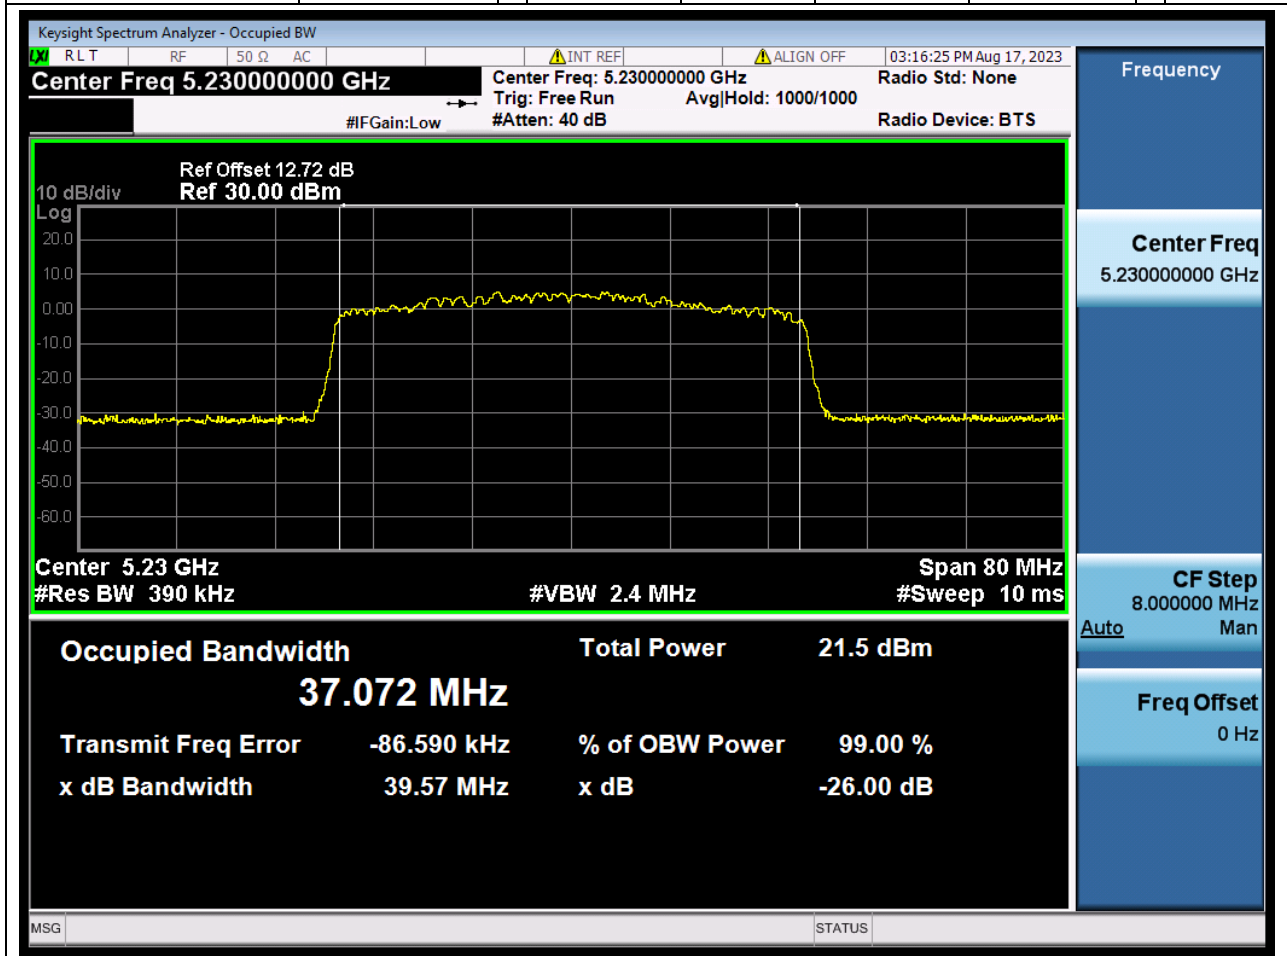 Keysight Spectrum Analyzer - Occupied BW
LXI RLT RF 50 Ω AC INT REF ALIGN OFF 03:16:25 PM Aug 17, 2023
Center Freq 5.230000000 GHz
Center Freq: 5.230000000 GHz
Radio Std: None
Trig: Free Run Avg|Hold: 1000/1000
#IFGain:Low #Atten: 40 dB Radio Device: BTS
Ref Offset 12.72 dB
10 dB/div Ref 30.00 dBm
Log
20.0
10.0
0.00
-10.0
-20.0
-30.0
-40.0
-50.0
-60.0
Center 5.23 GHz Span 80 MHz
#Res BW 390 kHz #VBW 2.4 MHz #Sweep 10 ms
Occupied Bandwidth Total Power 21.5 dBm
37.072 MHz
Transmit Freq Error -86.590 kHz % of OBW Power 99.00 %
x dB Bandwidth 39.57 MHz x dB -26.00 dB
MSG STATUS
Frequency
Center Freq
5.230000000 GHz
CF Step
8.000000 MHz
Auto Man
Freq Offset
0 Hz